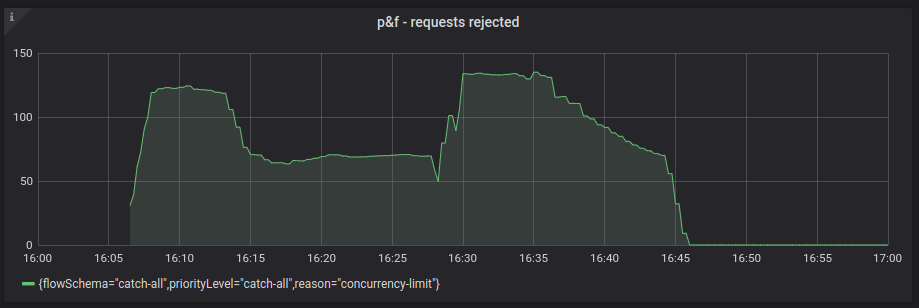 i
p&f - requests rejected
150
100
50
0
16:00 16:05 16:10 16:15 16:20 16:25 16:30 16:35 16:40 16:45 16:50 16:55 17:00
{flowSchema="catch-all",priorityLevel="catch-all",reason="concurrency-limit"}